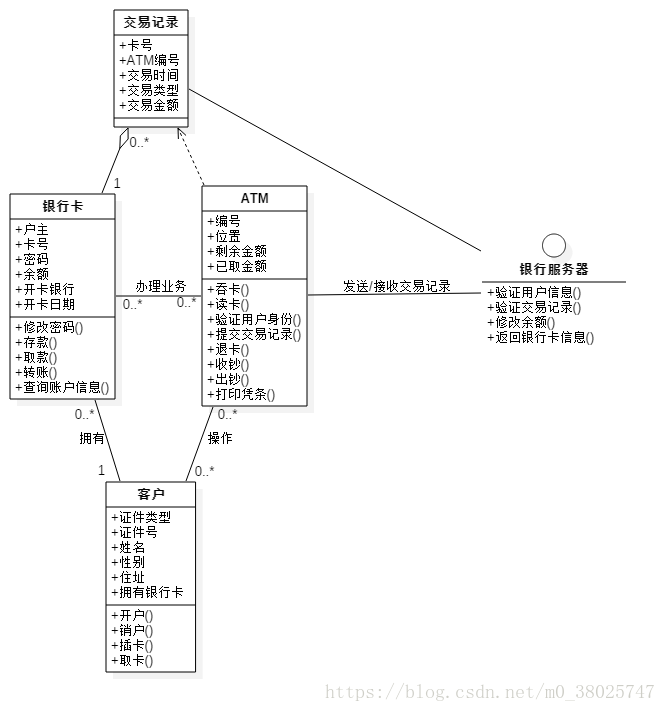 交易记录
+卡号
+ATM编号
+交易时间
+交易类型
+交易金额
0..*
1
银行卡
+户主
+卡号
+密码
+余额
+开卡银行
+开卡日期
+修改密码()
+存款()
+取款()
+转账()
+查询账户信息()
办理业务
0..*
0..*
ATM
+编号
+位置
+剩余金额
+已取金额
+吞卡()
+读卡()
+验证用户身份()
+提交交易记录()
+退卡()
+收钞()
+出钞()
+打印凭条()
发送/接收交易记录
银行服务器
+验证用户信息()
+验证交易记录()
+修改余额()
+返回银行卡信息()
0..*
拥有
1
0..*
操作
0..*
客户
+证件类型
+证件号
+姓名
+性别
+住址
+拥有银行卡
+开户()
+销户()
+插卡()
+取卡()
https://blog.csdn.net/m0_38025747